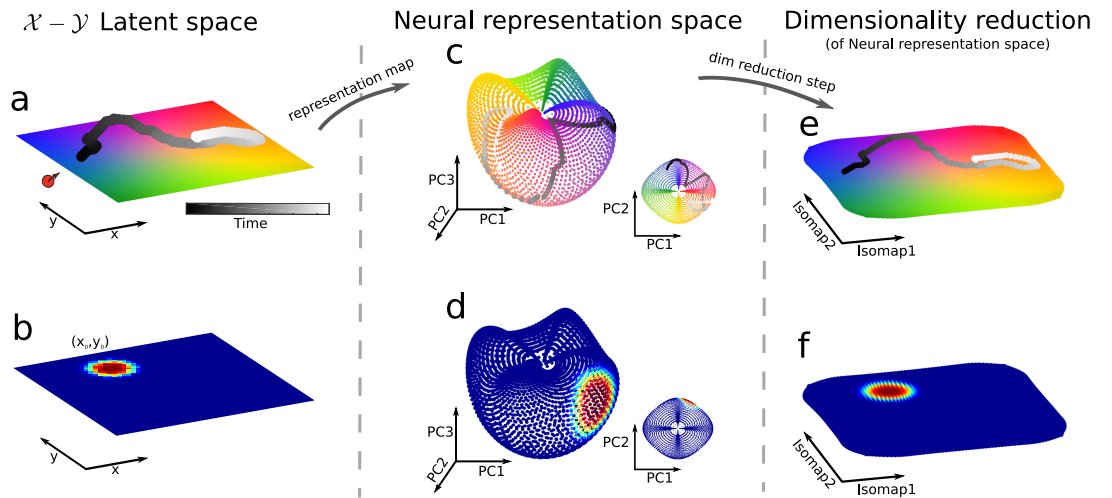 𝒳 – 𝒴 Latent space
Neural representation space
Dimensionality reduction
(of Neural representation space)
representation map
dim reduction step
a
y
x
Time
c
PC3
PC2
PC1
PC2
PC1
e
Isomap2
Isomap1
b
(x₀,y₀)
y
x
d
PC3
PC2
PC1
PC2
PC1
f
Isomap2
Isomap1